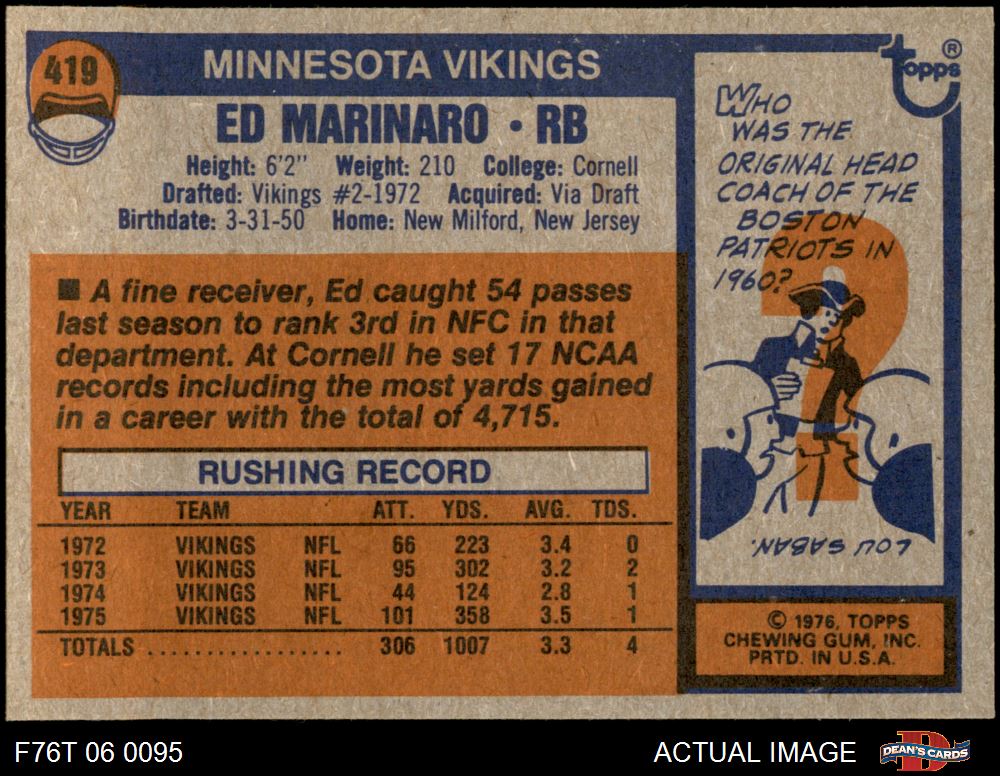 419
MINNESOTA VIKINGS
ED MARINARO • RB
Height: 6'2" Weight: 210 College: Cornell
Drafted: Vikings #2-1972 Acquired: Via Draft
Birthdate: 3-31-50 Home: New Milford, New Jersey
■ A fine receiver, Ed caught 54 passes
last season to rank 3rd in NFC in that
department. At Cornell he set 17 NCAA
records including the most yards gained
in a career with the total of 4,715.
RUSHING RECORD
YEAR TEAM ATT. YDS. AVG. TDS.
1972 VIKINGS NFL 66 223 3.4 0
1973 VIKINGS NFL 95 302 3.2 2
1974 VIKINGS NFL 44 124 2.8 1
1975 VIKINGS NFL 101 358 3.5 1
TOTALS ................. 306 1007 3.3 4
topps ®
WHO
WAS THE
ORIGINAL HEAD
COACH OF THE
BOSTON
PATRIOTS IN
1960?
LOU SABAN.
© 1976, TOPPS
CHEWING GUM, INC.
PRTD. IN U.S.A.
F76T 06 0095
ACTUAL IMAGE
DEAN'S CARDS